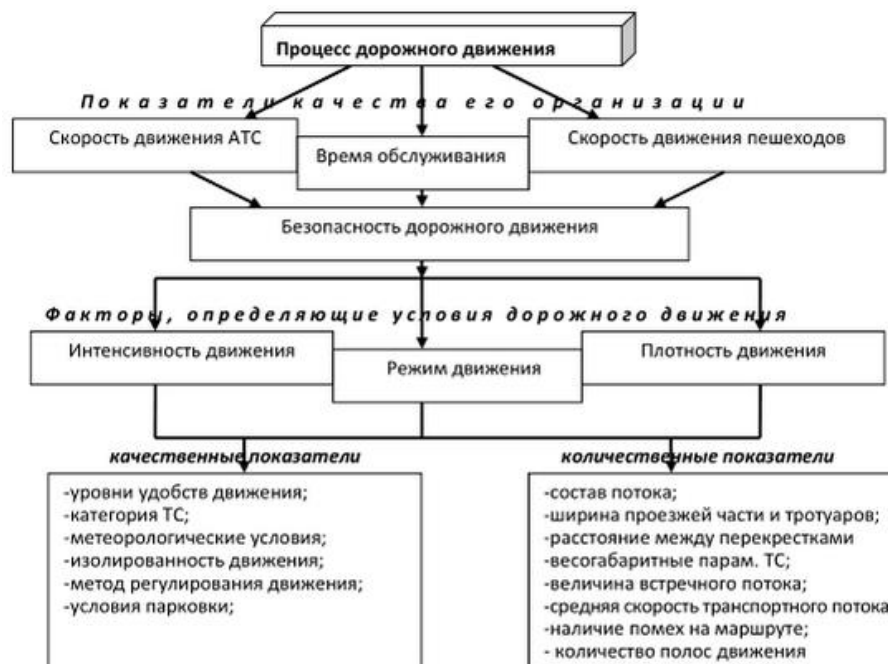 Процесс дорожного движения
Показатели качества его организации
Скорость движения АТС
Время обслуживания
Скорость движения пешеходов
Безопасность дорожного движения
Факторы, определяющие условия дорожного движения
Интенсивность движения
Режим движения
Плотность движения
качественные показатели
-уровни удобств движения;
-категория ТС;
-метеорологические условия;
-изолированность движения;
-метод регулирования движения;
-условия парковки;
количественные показатели
-состав потока;
-ширина проезжей части и тротуаров;
-расстояние между перекрестками
-весогабаритные парам. ТС;
-величина встречного потока;
-средняя скорость транспортного потока
-наличие помех на маршруте;
- количество полос движения